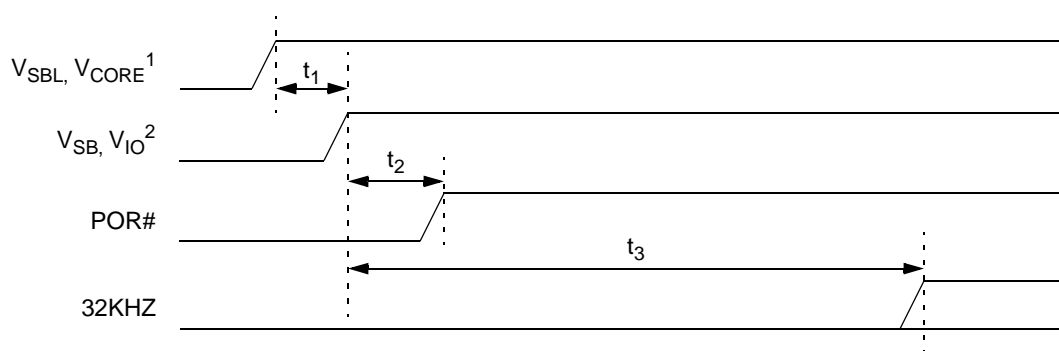 V_SBL, V_CORE^1
t_1
V_SB, V_IO^2
t_2
POR#
t_3
32KHZ